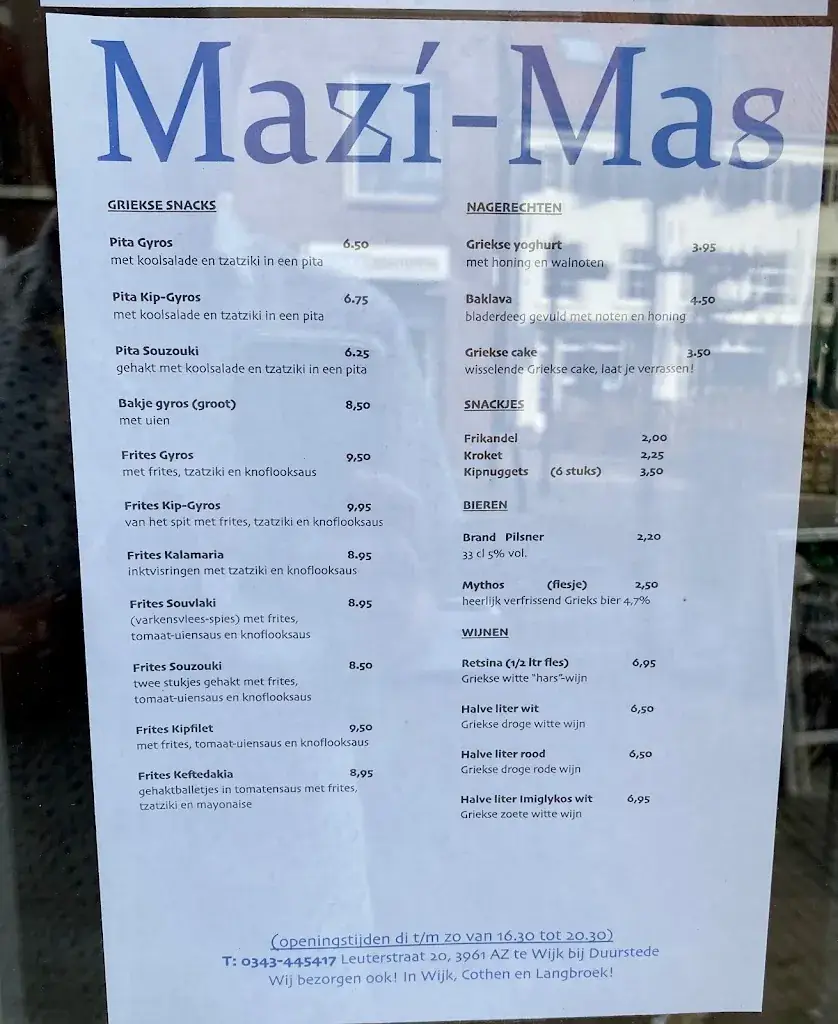 Mazí-Mas
GRIEKSE SNACKS
Pita Gyros 6.50
met koolsalade en tzatziki in een pita
Pita Kip-Gyros 6.75
met koolsalade en tzatziki in een pita
Pita Souzouki 6.25
gehakt met koolsalade en tzatziki in een pita
Bakje gyros (groot) 8,50
met uien
Frites Gyros 9,50
met frites, tzatziki en knoflooksaus
Frites Kip-Gyros 9,95
van het spit met frites, tzatziki en knoflooksaus
Frites Kalamaria 8.95
inktvisringen met tzatziki en knoflooksaus
Frites Souvlaki 8.95
(varkensvlees-spies) met frites,
tomaat-uiensaus en knoflooksaus
Frites Souzouki 8.50
twee stukjes gehakt met frites,
tomaat-uiensaus en knoflooksaus
Frites Kipfilet 9,50
met frites, tomaat-uiensaus en knoflooksaus
Frites Keftedakia 8,95
gehaktballetjes in tomatensaus met frites,
tzatziki en mayonaise
NAGERECHTEN
Griekse yoghurt 3.95
met honing en walnoten
Baklava 4.50
bladerdeeg gevuld met noten en honing
Griekse cake 3.50
wisselende Griekse cake, laat je verrassen!
SNACKJES
Frikandel 2,00
Kroket 2,25
Kipnuggets (6 stuks) 3,50
BIEREN
Brand Pilsner 2,20
33 cl 5% vol.
Mythos (flesje) 2,50
heerlijk verfrissend Grieks bier 4,7%
WIJNEN
Retsina (1/2 ltr fles) 6,95
Griekse witte "hars"-wijn
Halve liter wit 6,50
Griekse droge witte wijn
Halve liter rood 6,50
Griekse droge rode wijn
Halve liter Imiglykos wit 6,95
Griekse zoete witte wijn
(openingstijden di t/m zo van 16.30 tot 20.30)
T: 0343-445417 Leuterstraat 20, 3961 AZ te Wijk bij Duurstede
Wij bezorgen ook! In Wijk, Cothen en Langbroek!